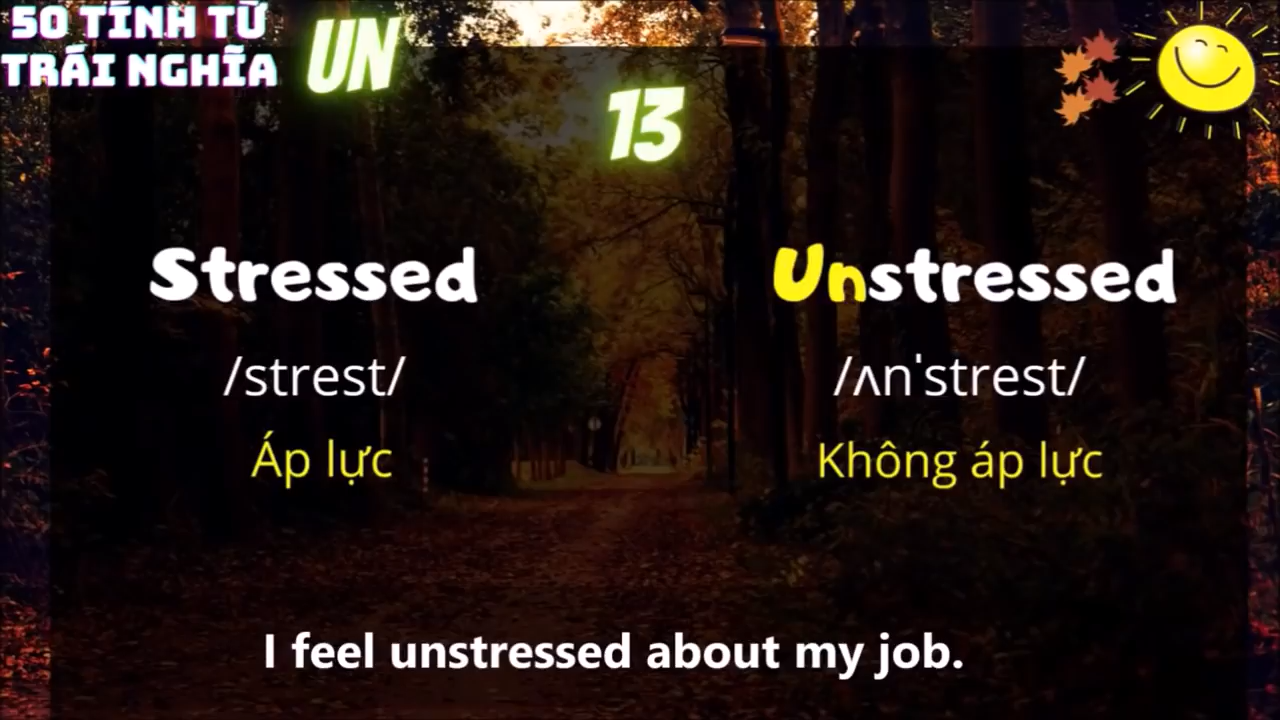 50 TÍNH TỪ
TRÁI NGHĨA
UN
13
Stressed
Unstressed
/strest/
/ʌnˈstrest/
Áp lực
Không áp lực
I feel unstressed about my job.